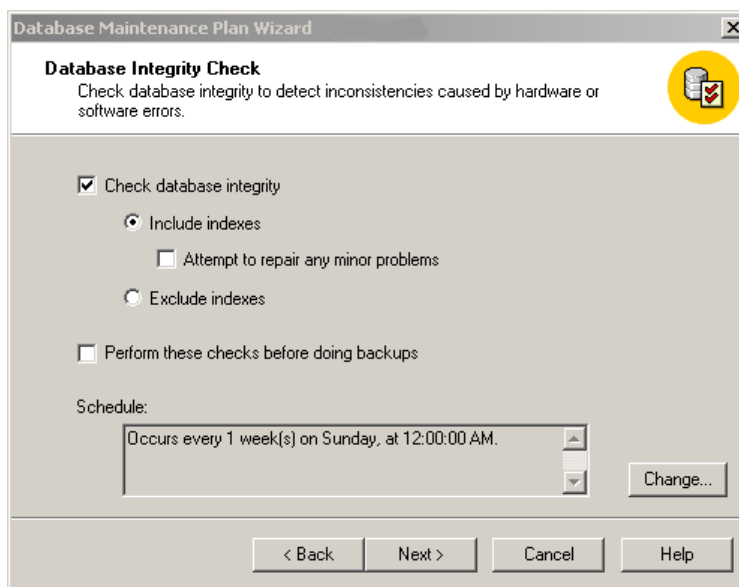 Database Maintenance Plan Wizard
Database Integrity Check
Check database integrity to detect inconsistencies caused by hardware or
software errors.
Check database integrity
Include indexes
Attempt to repair any minor problems
Exclude indexes
Perform these checks before doing backups
Schedule:
Occurs every 1 week(s) on Sunday, at 12:00:00 AM.
Change...
< Back
Next >
Cancel
Help